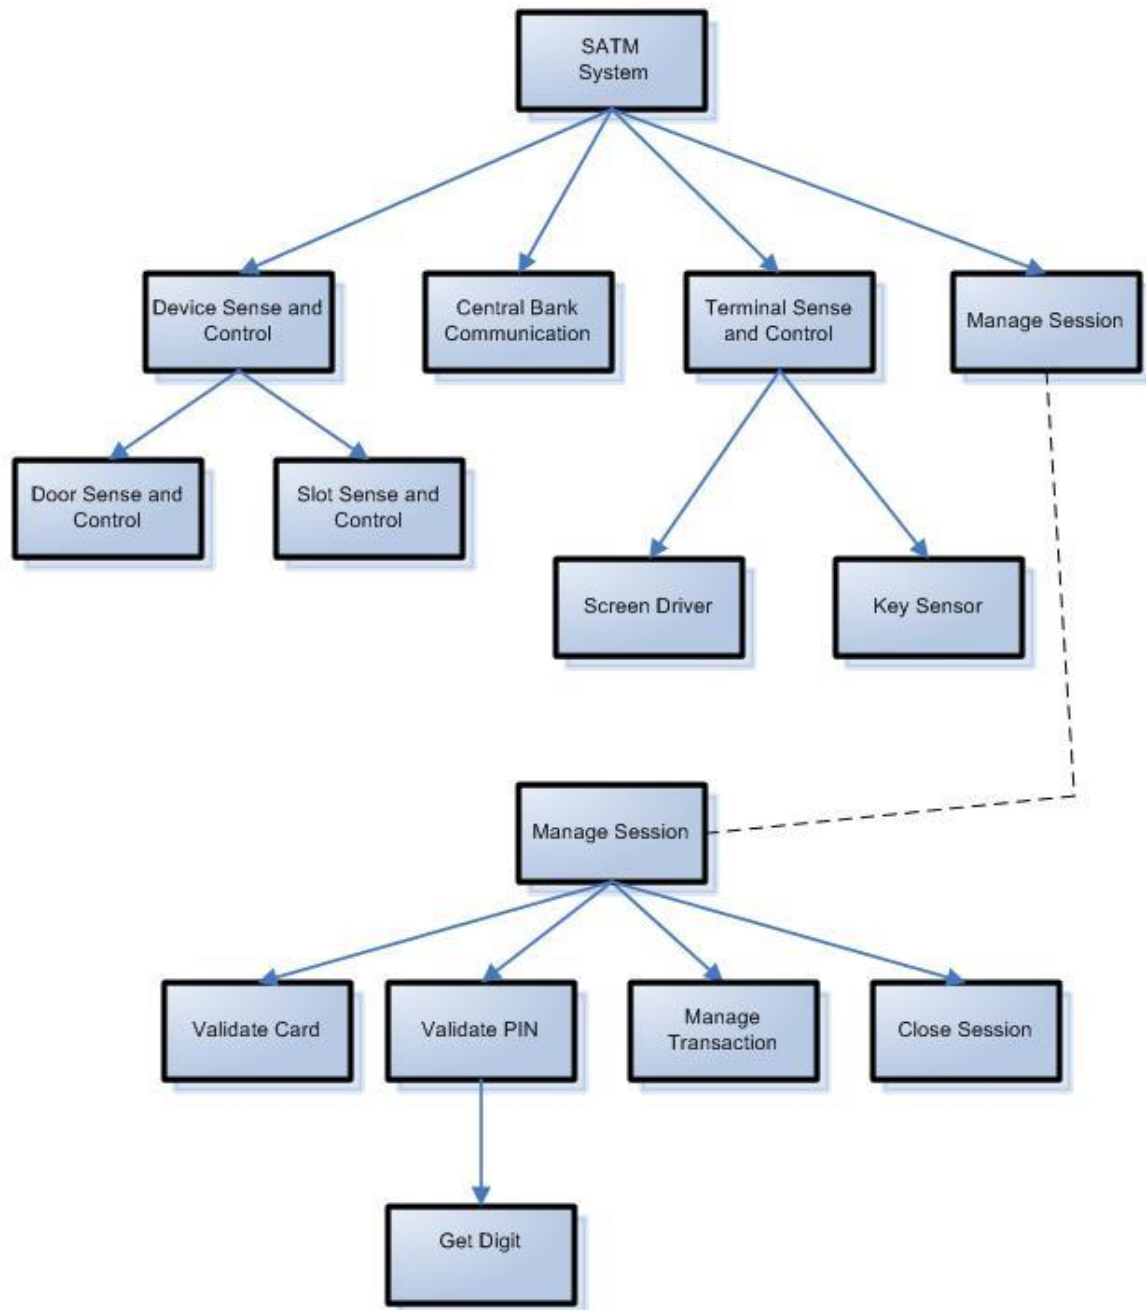 SATM
System
Device Sense and
Control
Central Bank
Communication
Terminal Sense
and Control
Manage Session
Door Sense and
Control
Slot Sense and
Control
Screen Driver
Key Sensor
Manage Session
Validate Card
Validate PIN
Manage
Transaction
Close Session
Get Digit